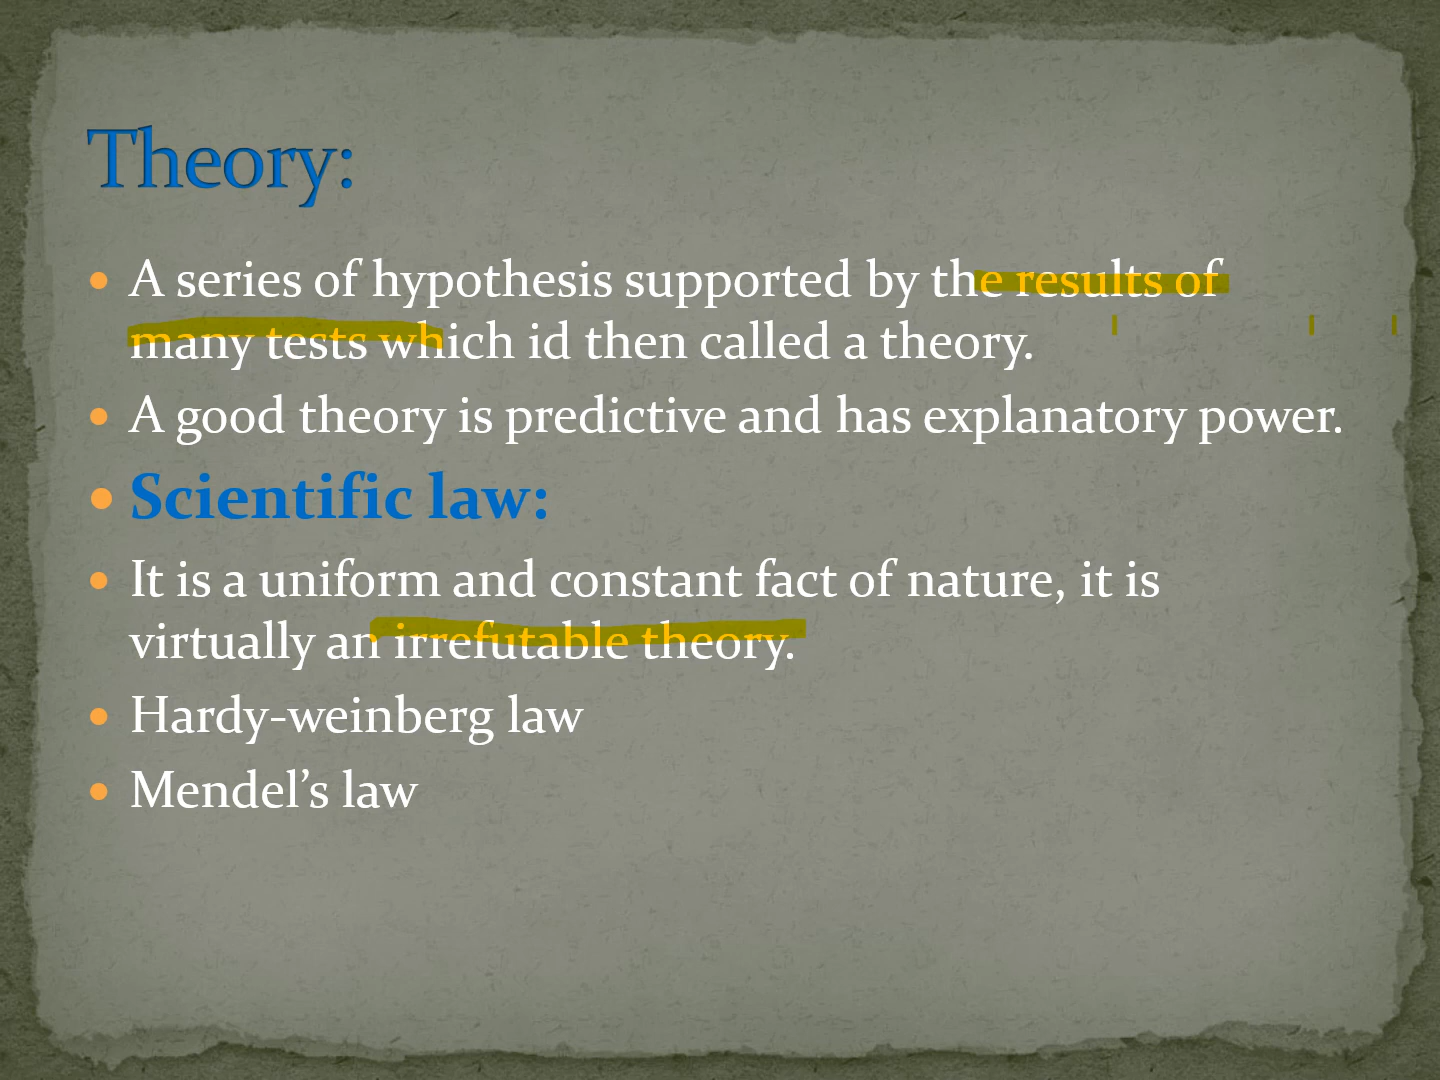 Theory:
A series of hypothesis supported by the results of
many tests which id then called a theory.
A good theory is predictive and has explanatory power.
Scientific law:
It is a uniform and constant fact of nature, it is
virtually an irrefutable theory.
Hardy-weinberg law
Mendel’s law